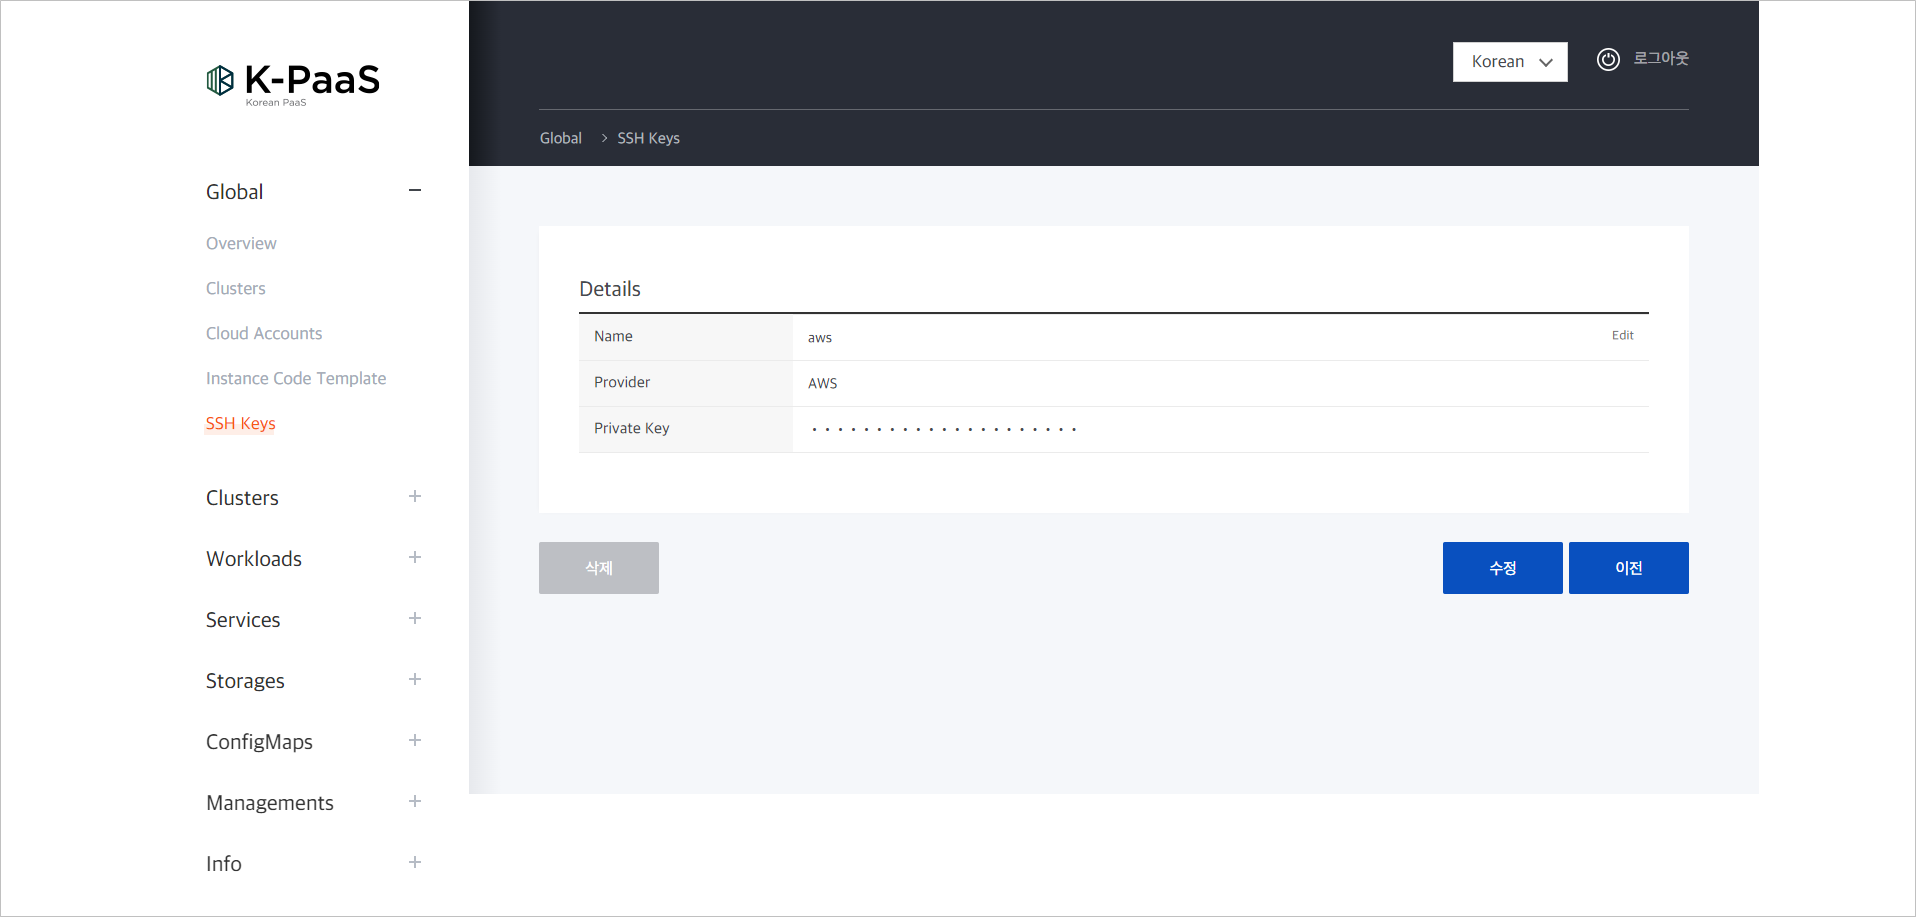 K-PaaS
Korean PaaS
Global
Overview
Clusters
Cloud Accounts
Instance Code Template
SSH Keys
Clusters
Workloads
Services
Storages
ConfigMaps
Managements
Info
Korean
로그아웃
Global > SSH Keys
Details
Name aws Edit
Provider AWS
Private Key • • • • • • • • • • • • • • • • • • • • •
삭제 수정 이전